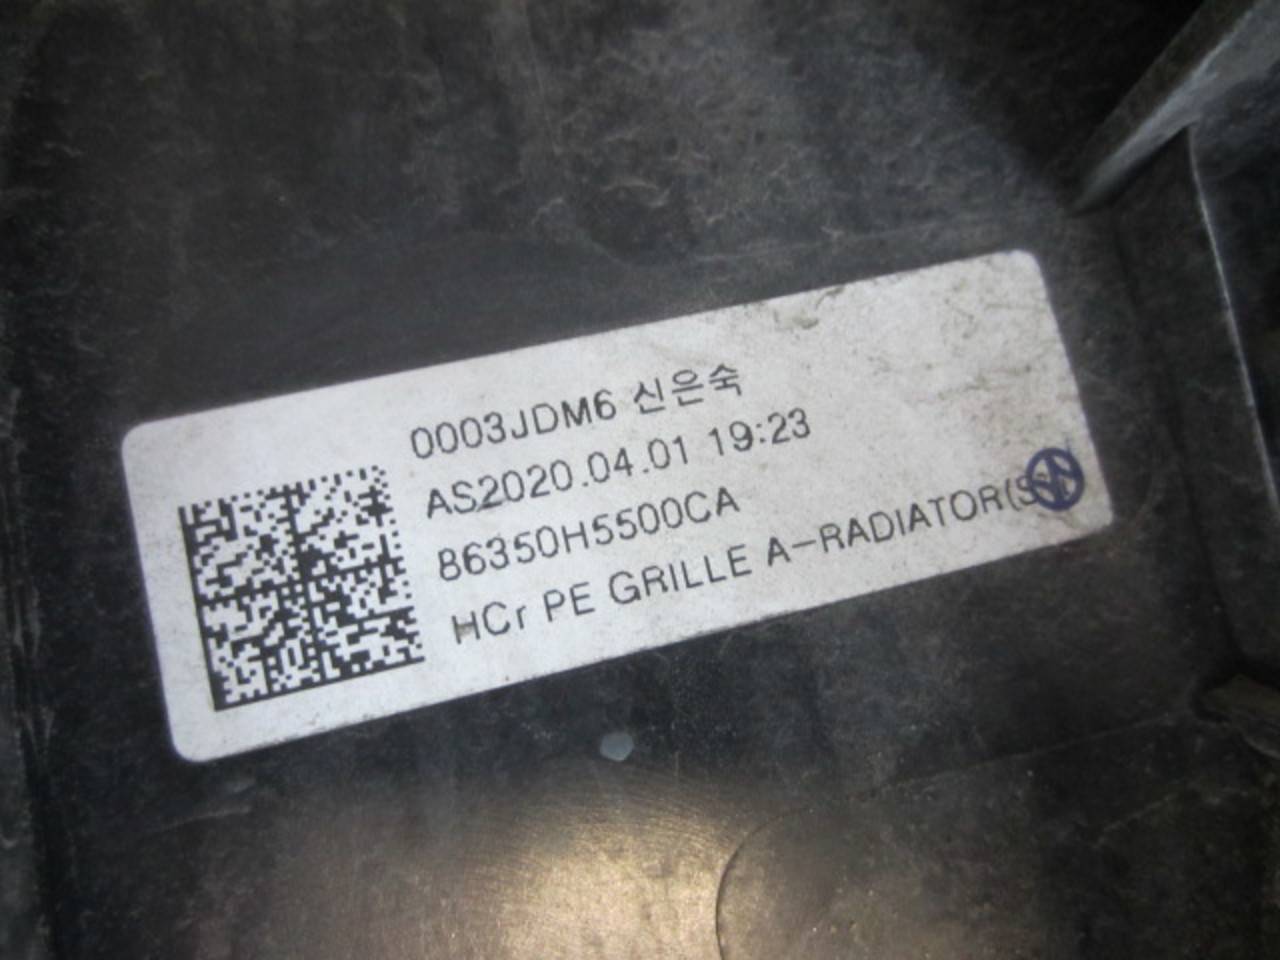 0003JDM6 신은숙
AS2020.04.01 19:23
86350H5500CA
HCr PE GRILLE A-RADIATOR(S